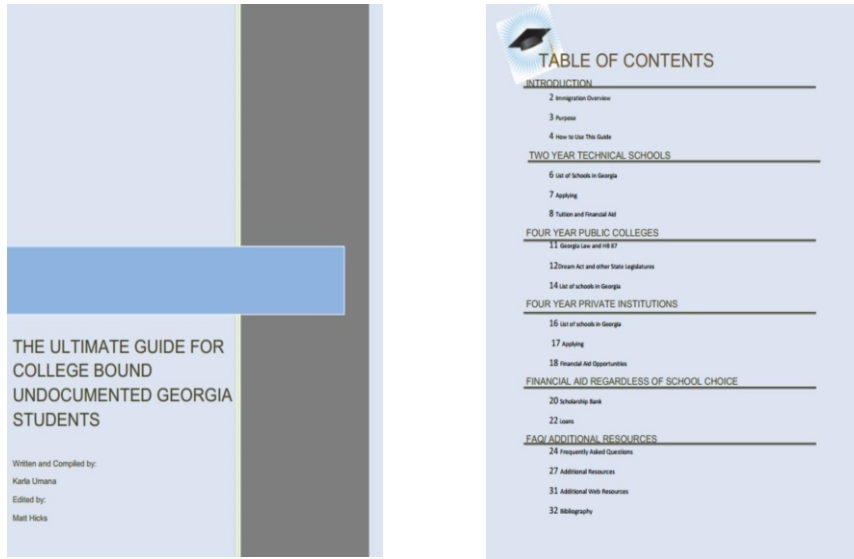 THE ULTIMATE GUIDE FOR
COLLEGE BOUND
UNDOCUMENTED GEORGIA
STUDENTS
Written and Compiled by:
Karla Umana
Edited by:
Matt Hicks
TABLE OF CONTENTS
INTRODUCTION
2 Immigration Overview
3 Purpose
4 How to Use This Guide
TWO YEAR TECHNICAL SCHOOLS
6 List of Schools in Georgia
7 Applying
8 Tuition and Financial Aid
FOUR YEAR PUBLIC COLLEGES
11 Georgia Law and HB 87
12Dream Act and other State Legislatures
14 List of schools in Georgia
FOUR YEAR PRIVATE INSTITUTIONS
16 List of schools in Georgia
17 Applying
18 Financial Aid Opportunities
FINANCIAL AID REGARDLESS OF SCHOOL CHOICE
20 Scholarship Bank
22 Loans
FAQ/ ADDITIONAL RESOURCES
24 Frequently Asked Questions
27 Additional Resources
31 Additional Web Resources
32 Bibliography